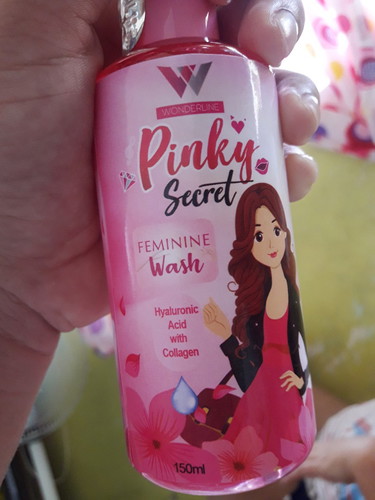 W
WONDERLINE
Pinky
Secret
FEMININE
Wash
Hyaluronic
Acid
with
Collagen
150ml